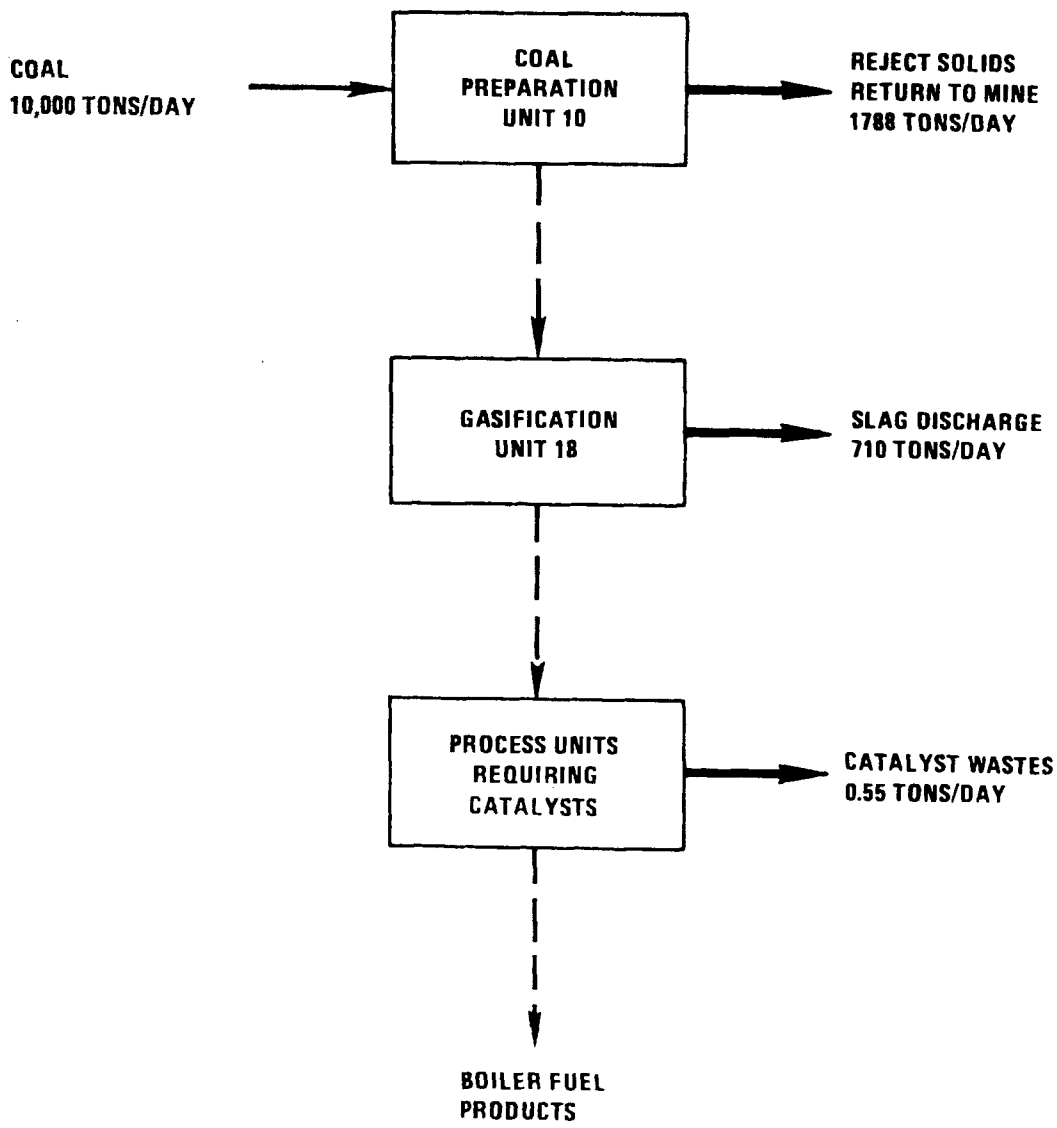 COAL
10,000 TONS/DAY
COAL
PREPARATION
UNIT 10
REJECT SOLIDS
RETURN TO MINE
1788 TONS/DAY
GASIFICATION
UNIT 18
SLAG DISCHARGE
710 TONS/DAY
PROCESS UNITS
REQUIRING
CATALYSTS
CATALYST WASTES
0.55 TONS/DAY
BOILER FUEL
PRODUCTS